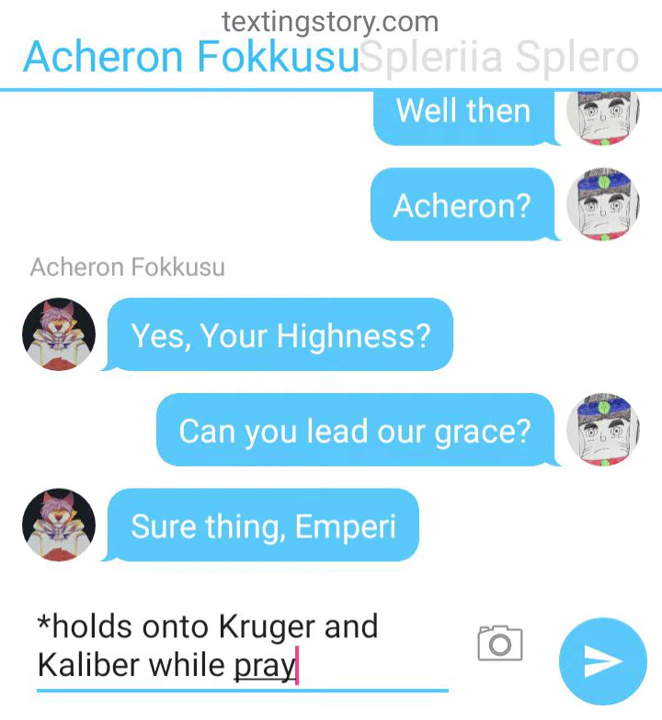 textingstory.com
Acheron Fokkusu Spleriia Splero
Well then
Acheron?
Acheron Fokkusu
Yes, Your Highness?
Can you lead our grace?
Sure thing, Emperi
*holds onto Kruger and
Kaliber while pray